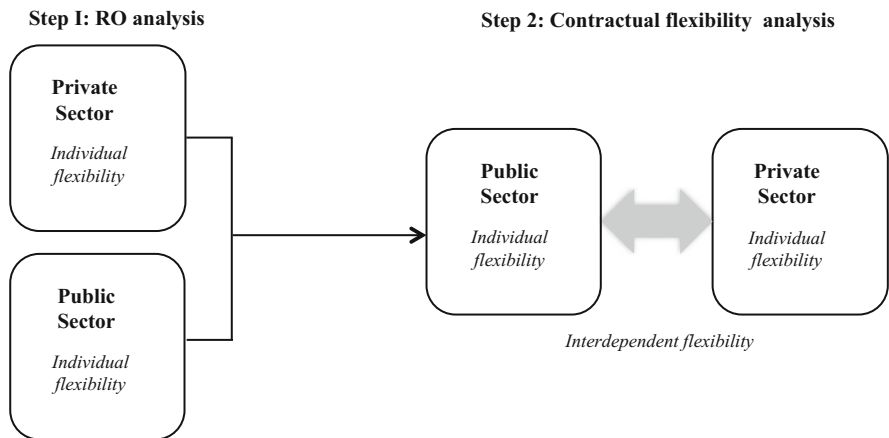 Step I: RO analysis
Private
Sector
Individual
flexibility
Public
Sector
Individual
flexibility
Step 2: Contractual flexibility analysis
Public
Sector
Individual
flexibility
Private
Sector
Individual
flexibility
Interdependent flexibility